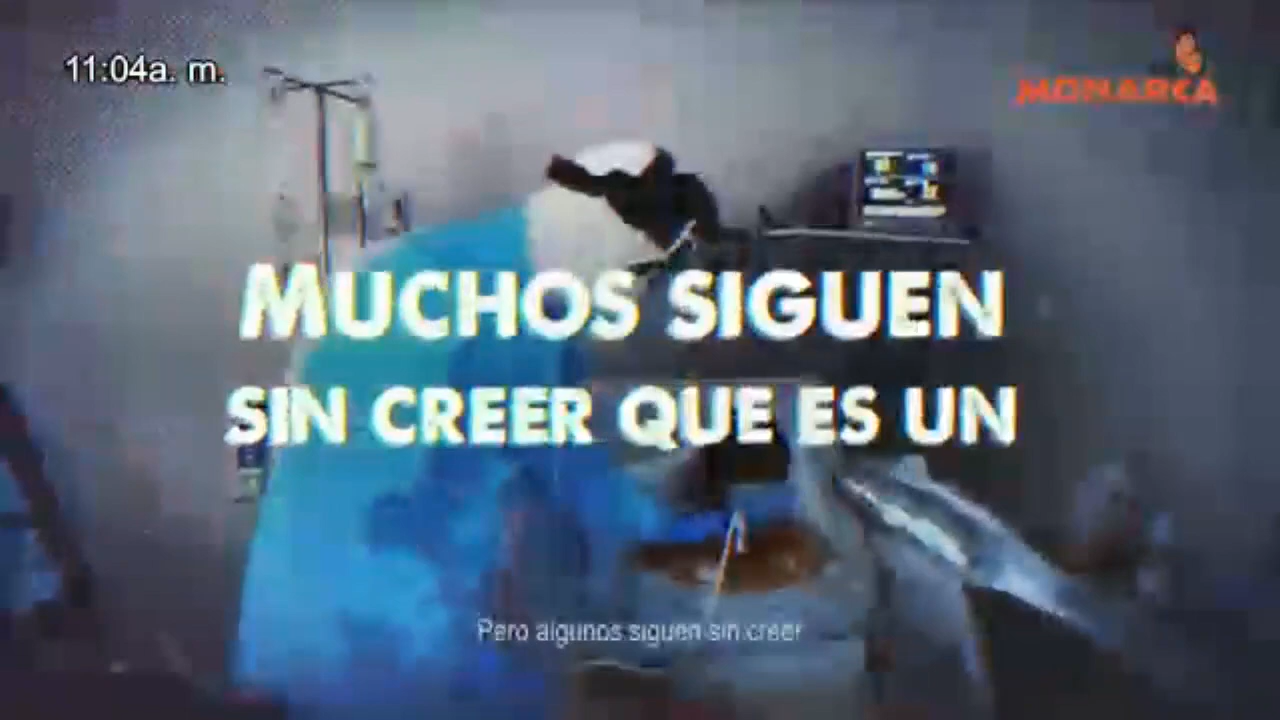 11:04a. m.
MONARCA
MUCHOS SIGUEN
SIN CREER QUE ES UN
Pero algunos siguen sin creer